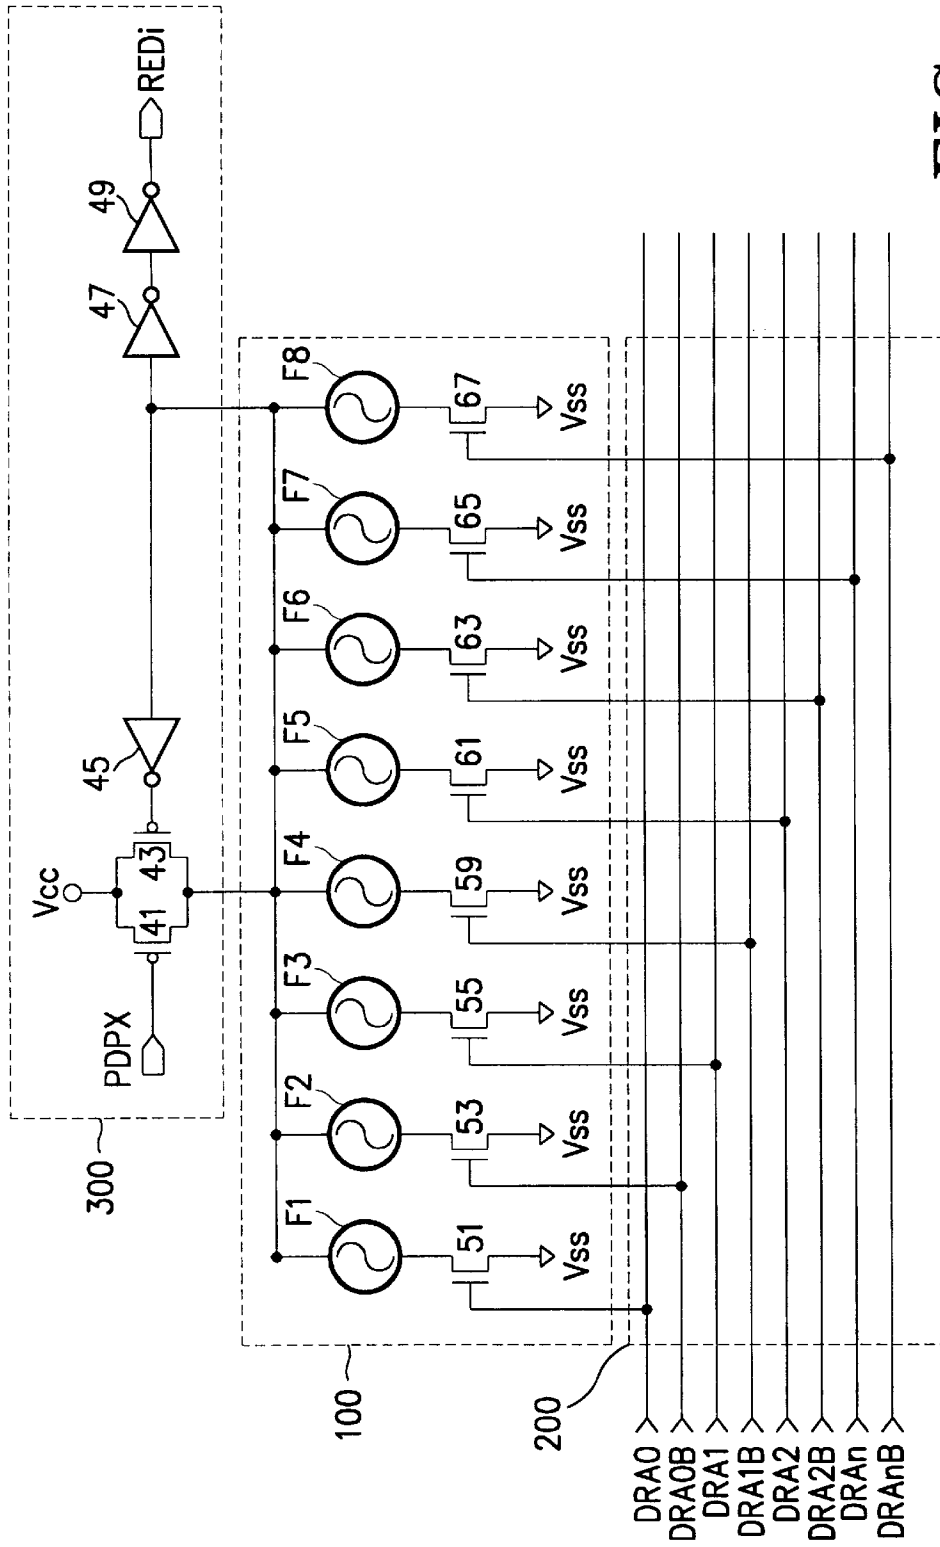 Vcc
PDPX
41
43
45
47
49
REDi
300
F1
F2
F3
F4
F5
F6
F7
F8
51
53
55
59
61
63
65
67
Vss
Vss
Vss
Vss
Vss
Vss
Vss
Vss
100
200
DRA0
DRA0B
DRA1
DRA1B
DRA2
DRA2B
DRAn
DRAnB